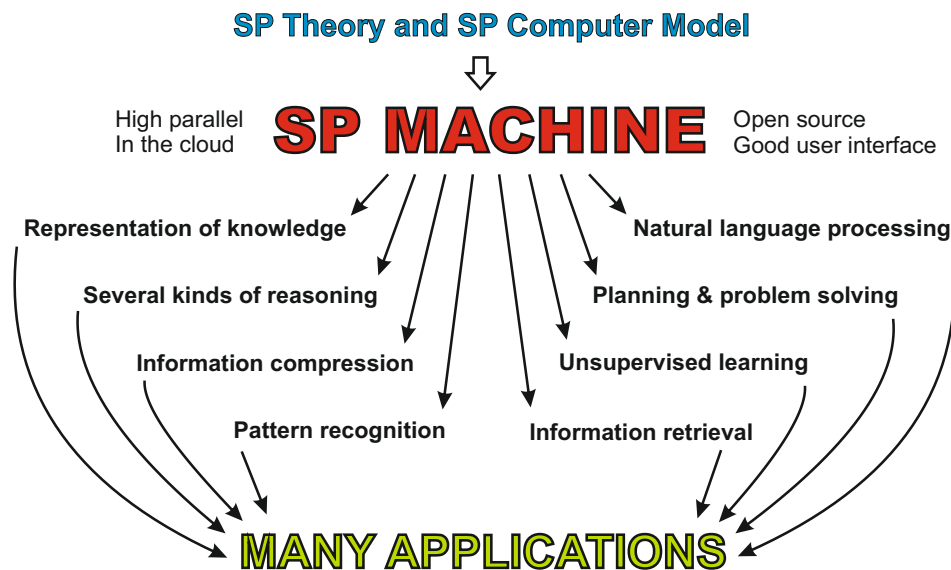 SP Theory and SP Computer Model
High parallel
In the cloud
SP MACHINE
Open source
Good user interface
Representation of knowledge
Natural language processing
Several kinds of reasoning
Planning & problem solving
Information compression
Unsupervised learning
Pattern recognition
Information retrieval
MANY APPLICATIONS